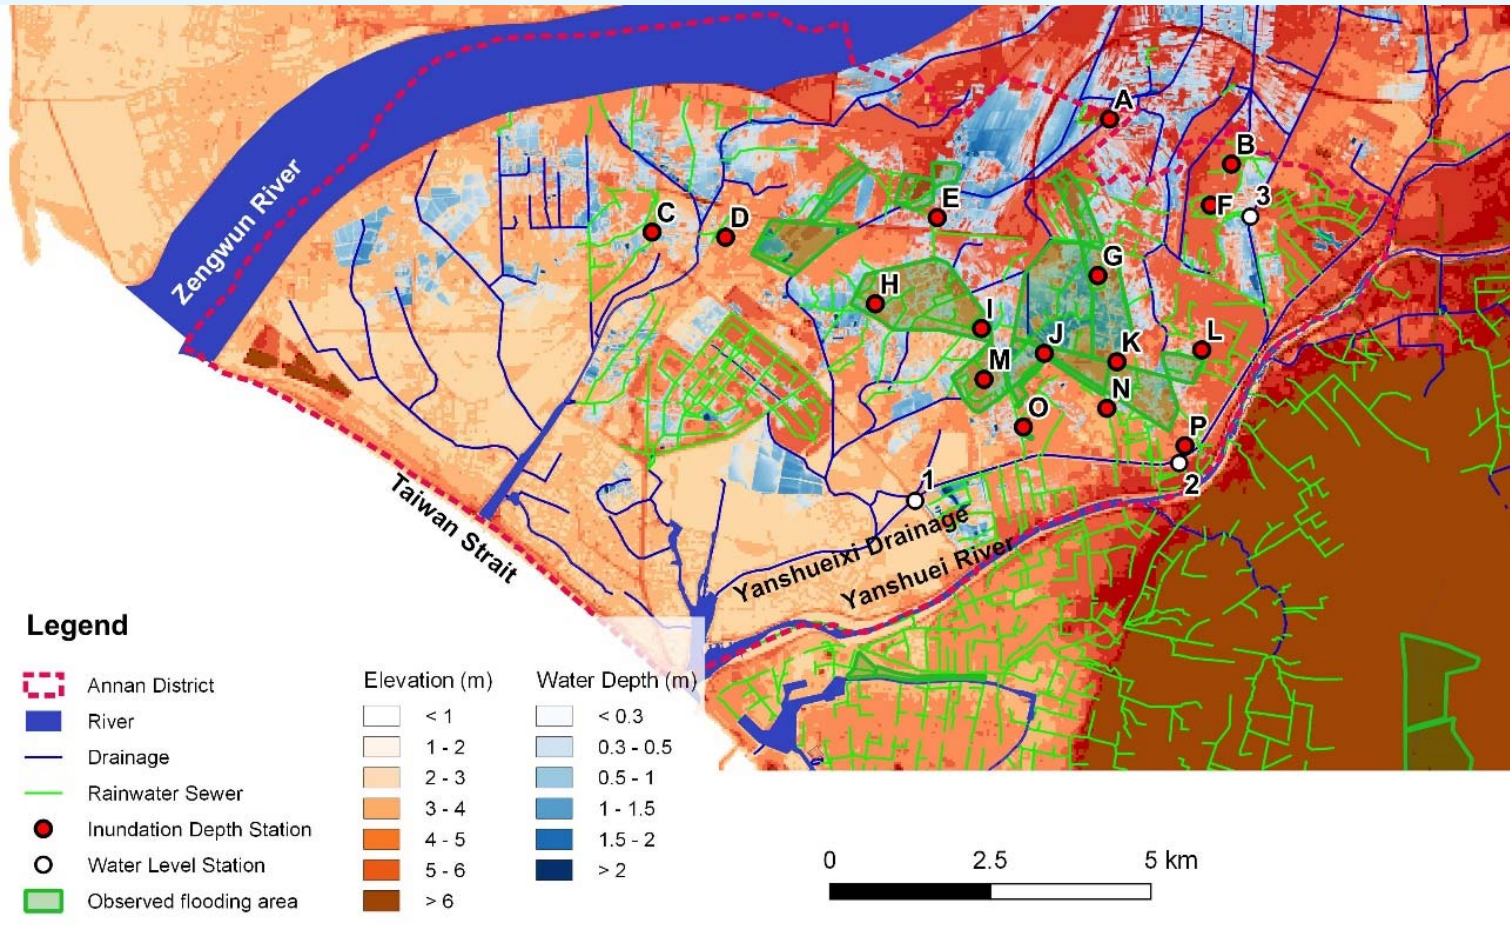 A
B
C
D
E
F
3
G
H
I
J
K
L
M
N
O
P
1
2
Zengwun River
Taiwan Strait
Yanshueixi Drainage
Yanshuei River
Legend
Annan District
River
Drainage
Rainwater Sewer
Inundation Depth Station
Water Level Station
Observed flooding area
Elevation (m)
< 1
1 - 2
2 - 3
3 - 4
4 - 5
5 - 6
> 6
Water Depth (m)
< 0.3
0.3 - 0.5
0.5 - 1
1 - 1.5
1.5 - 2
> 2
0 2.5 5 km